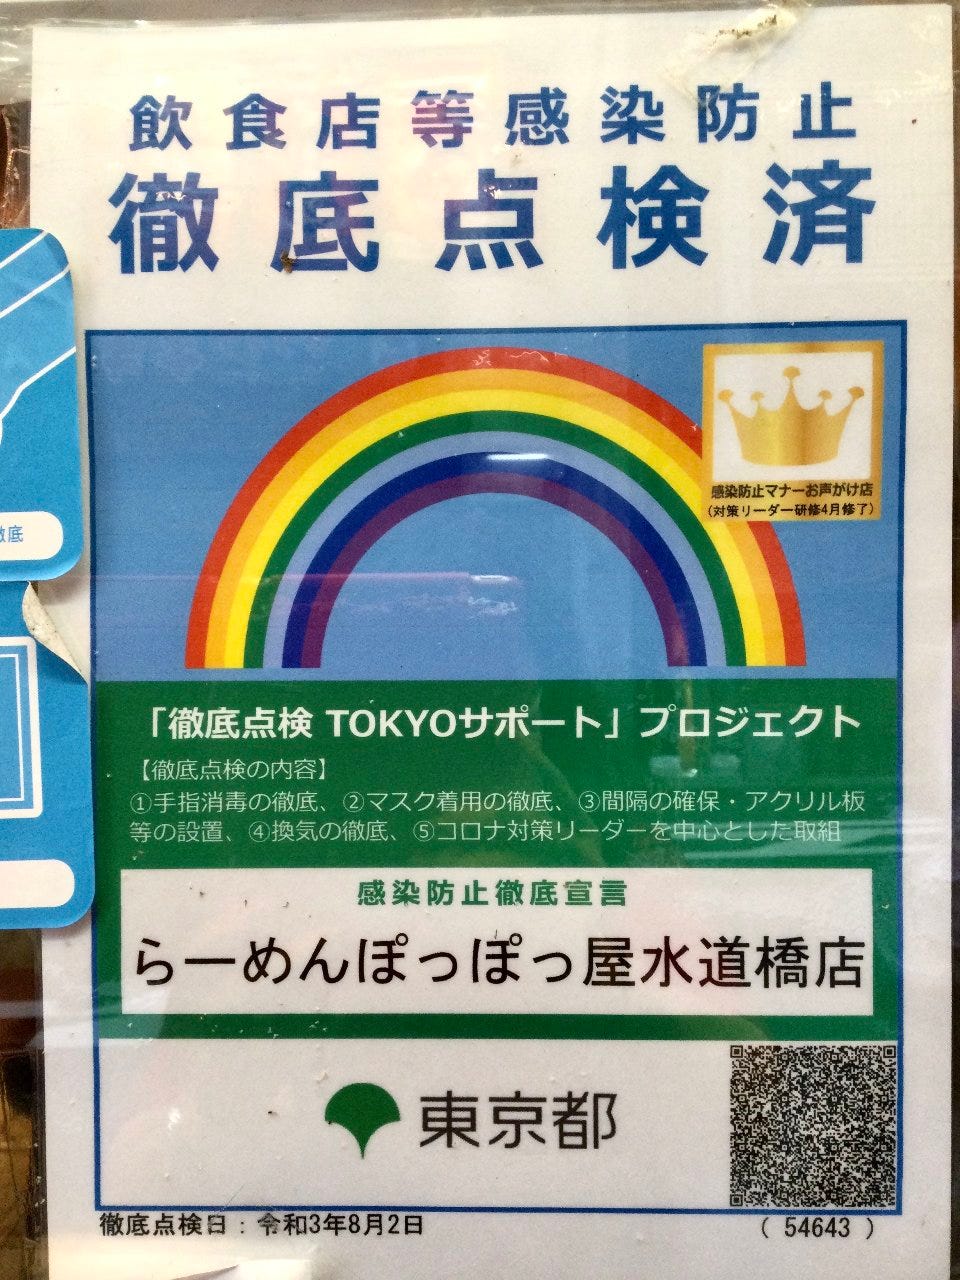 飲食店等感染防止
徹底点検済
感染防止マナーお声がけ店
(対策リーダー研修4月修了)
徹底
「徹底点検 TOKYOサポート」プロジェクト
【徹底点検の内容】
①手指消毒の徹底、②マスク着用の徹底、③間隔の確保・アクリル板
等の設置、④換気の徹底、⑤コロナ対策リーダーを中心とした取組
感染防止徹底宣言
らーめんぽっぽっ屋水道橋店
東京都
徹底点検日：令和3年8月2日
( 54643 )